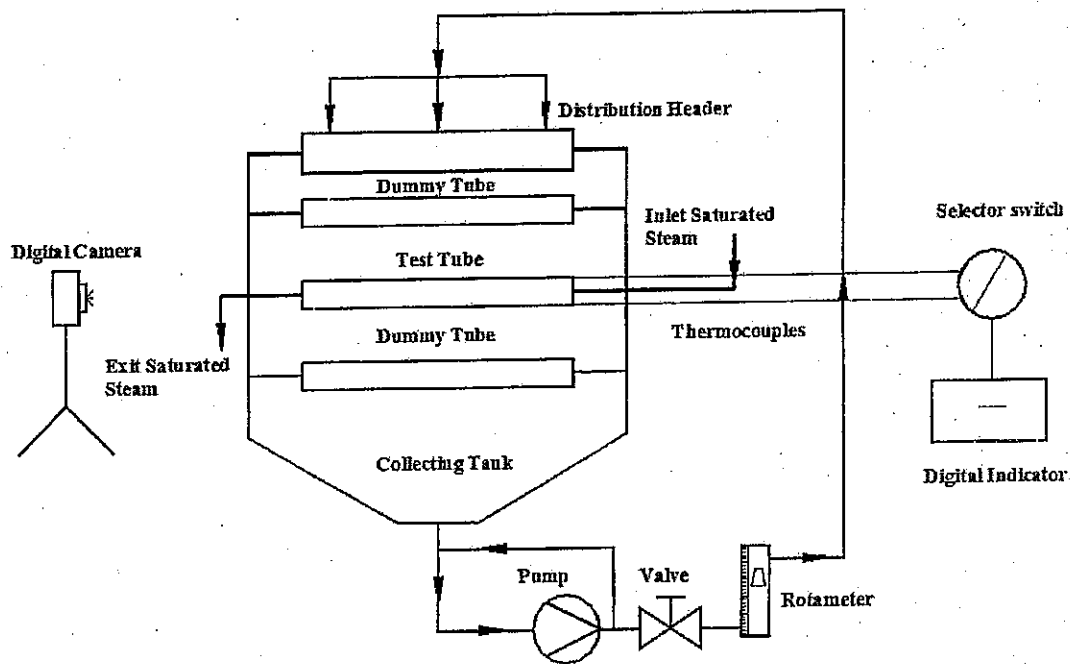 Distribution Header
Dummy Tube
Inlet Saturated
Steam
Selector switch
Digital Camera
Test Tube
Thermocouples
Dummy Tube
Exit Saturated
Steam
Collecting Tank
Digital Indicator
Pump
Valve
Rotameter